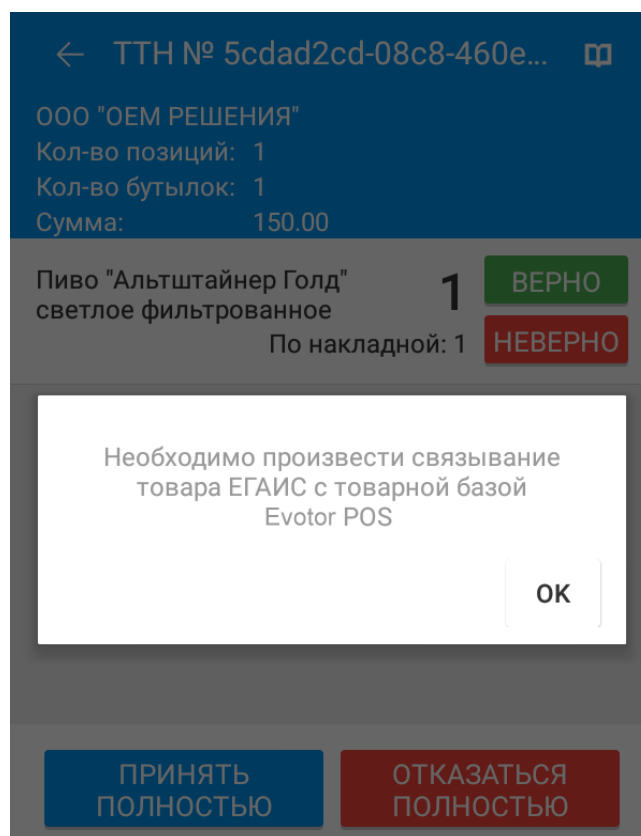 ← ТТН № 5cdad2cd-08c8-460e...
ООО "ОЕМ РЕШЕНИЯ"
Кол-во позиций: 1
Кол-во бутылок: 1
Сумма: 150.00
Пиво "Альтштайнер Голд"
светлое фильтрованное
1
ВЕРНО
По накладной: 1
НЕВЕРНО
Необходимо произвести связывание
товара ЕГАИС с товарной базой
Evotor POS
ОК
ПРИНЯТЬ
ПОЛНОСТЬЮ
ОТКАЗАТЬСЯ
ПОЛНОСТЬЮ